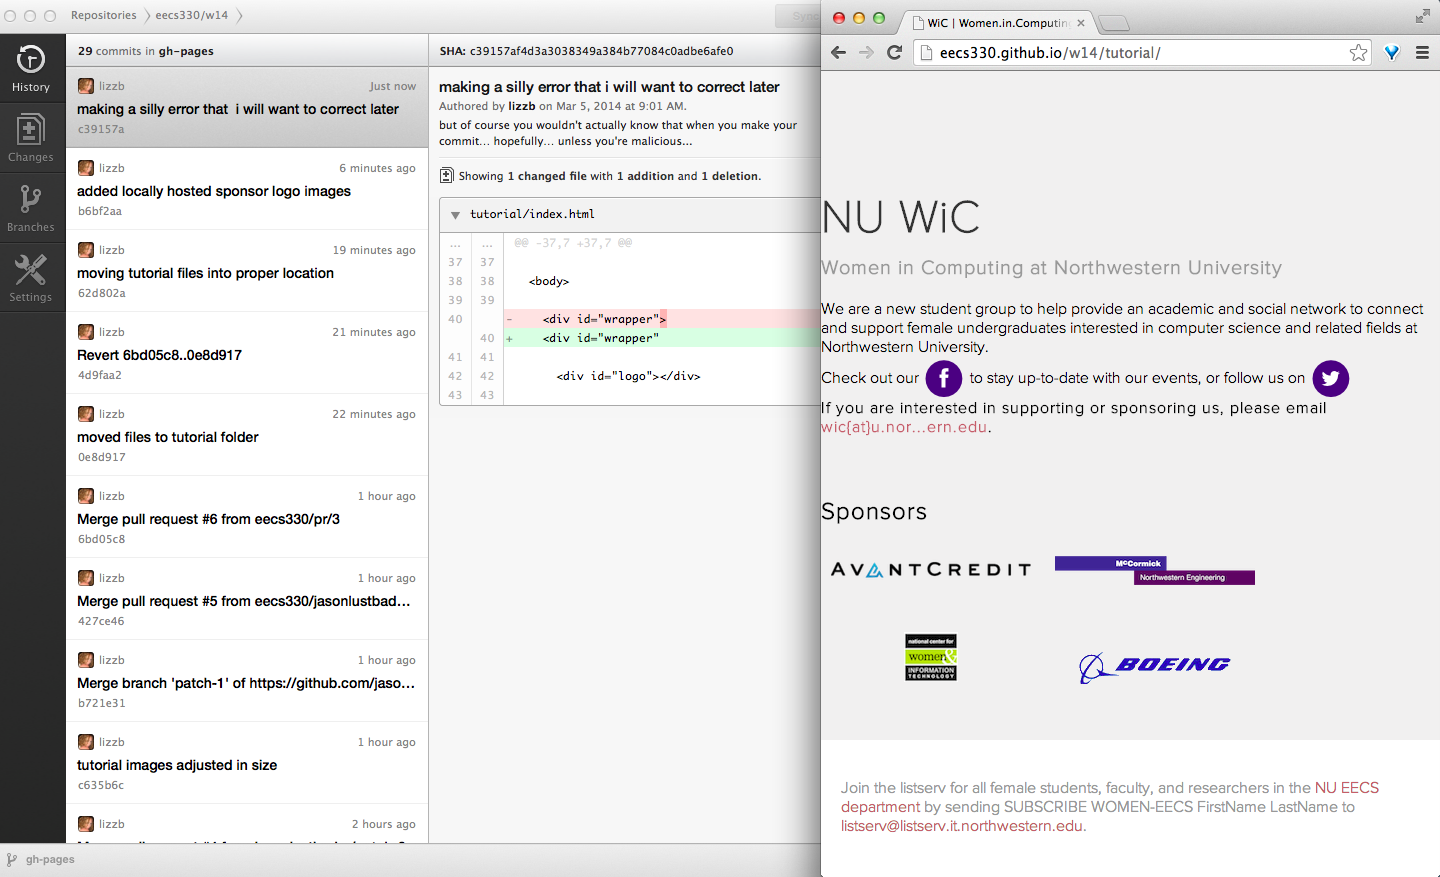 Repositories
eecs330/w14
Sync
History
Changes
Branches
Settings
29 commits in gh-pages
lizzb
Just now
making a silly error that  i will want to correct later
c39157a
lizzb
6 minutes ago
added locally hosted sponsor logo images
b6bf2aa
lizzb
19 minutes ago
moving tutorial files into proper location
62d802a
lizzb
21 minutes ago
Revert 6bd05c8..0e8d917
4d9faa2
lizzb
22 minutes ago
moved files to tutorial folder
0e8d917
lizzb
1 hour ago
Merge pull request #6 from eecs330/pr/3
6bd05c8
lizzb
1 hour ago
Merge pull request #5 from eecs330/jasonlustbad…
427ce46
lizzb
1 hour ago
Merge branch 'patch-1' of https://github.com/jaso…
b721e31
lizzb
1 hour ago
tutorial images adjusted in size
c635b6c
lizzb
2 hours ago
gh-pages
SHA: c39157af4d3a3038349a384b77084c0adbe6afe0
making a silly error that i will want to correct later
Authored by lizzb on Mar 5, 2014 at 9:01 AM.
but of course you wouldn't actually know that when you make your
commit... hopefully... unless you're malicious...
Showing 1 changed file with 1 addition and 1 deletion.
tutorial/index.html
... ... @@ -37,7 +37,7 @@
37 37
38 38 <body>
39 39
40 - <div id="wrapper">
40 + <div id="wrapper"
41 41
42 42 <div id="logo"></div>
43 43
WiC | Women.in.Computing
eecs330.github.io/w14/tutorial/
NU WiC
Women in Computing at Northwestern University
We are a new student group to help provide an academic and social network to connect
and support female undergraduates interested in computer science and related fields at
Northwestern University.
Check out our f to stay up-to-date with our events, or follow us on
If you are interested in supporting or sponsoring us, please email
wic{at}u.nor...ern.edu.
Sponsors
AVANTCREDIT
McCormick
Northwestern Engineering
national center for
women&
INFORMATION
TECHNOLOGY
BOEING
Join the listserv for all female students, faculty, and researchers in the NU EECS
department by sending SUBSCRIBE WOMEN-EECS FirstName LastName to
listserv@listserv.it.northwestern.edu.